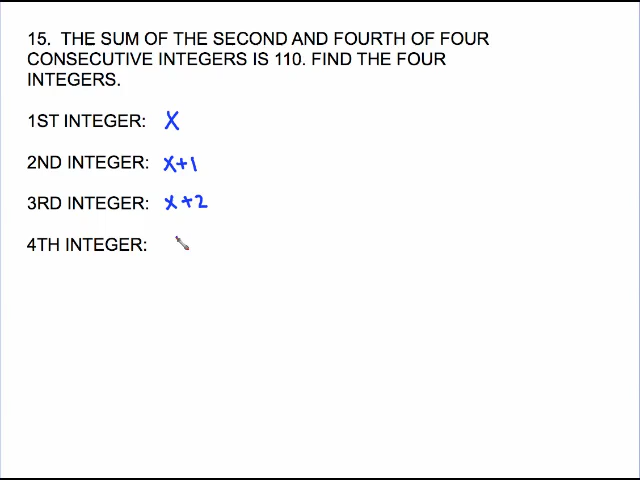 15. THE SUM OF THE SECOND AND FOURTH OF FOUR
CONSECUTIVE INTEGERS IS 110. FIND THE FOUR
INTEGERS.
1ST INTEGER: X
2ND INTEGER: X+1
3RD INTEGER: X+2
4TH INTEGER: